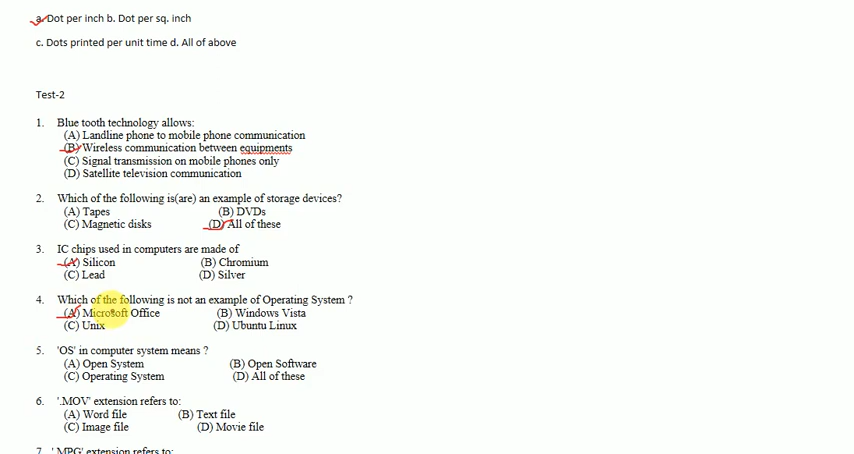 a. Dot per inch b. Dot per sq. inch
c. Dots printed per unit time d. All of above
Test-2
1. Blue tooth technology allows:
(A) Landline phone to mobile phone communication
(B) Wireless communication between equipments
(C) Signal transmission on mobile phones only
(D) Satellite television communication
2. Which of the following is(are) an example of storage devices?
(A) Tapes (B) DVDs
(C) Magnetic disks (D) All of these
3. IC chips used in computers are made of
(A) Silicon (B) Chromium
(C) Lead (D) Silver
4. Which of the following is not an example of Operating System ?
(A) Microsoft Office (B) Windows Vista
(C) Unix (D) Ubuntu Linux
5. 'OS' in computer system means ?
(A) Open System (B) Open Software
(C) Operating System (D) All of these
6. '.MOV' extension refers to:
(A) Word file (B) Text file
(C) Image file (D) Movie file
7. '.MPG' extension refers to: